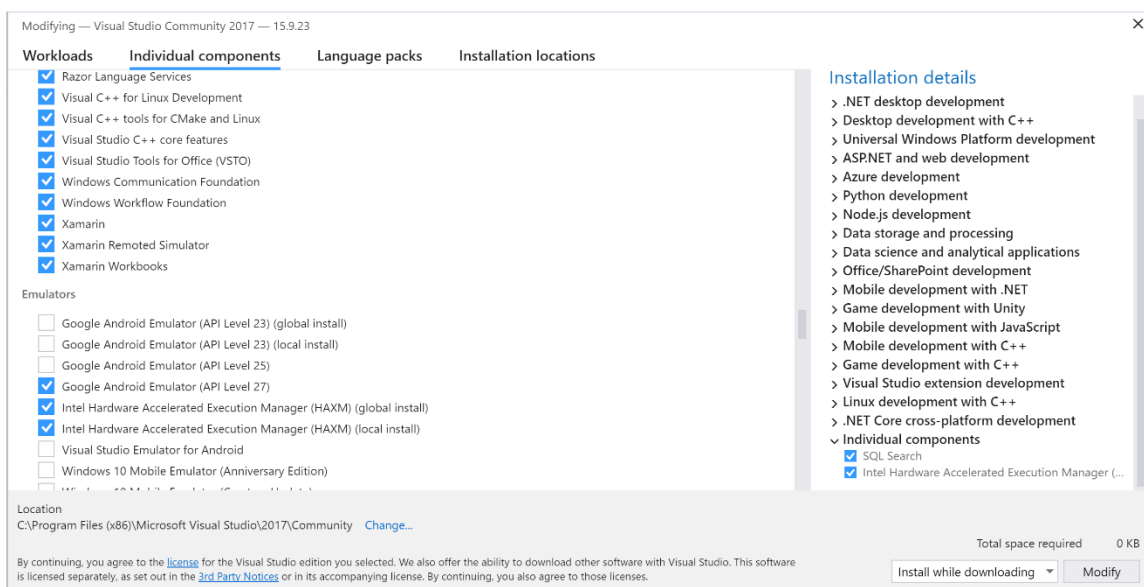 Modifying — Visual Studio Community 2017 — 15.9.23
Workloads
Individual components
Language packs
Installation locations
Razor Language Services
Visual C++ for Linux Development
Visual C++ tools for CMake and Linux
Visual Studio C++ core features
Visual Studio Tools for Office (VSTO)
Windows Communication Foundation
Windows Workflow Foundation
Xamarin
Xamarin Remoted Simulator
Xamarin Workbooks
Emulators
Google Android Emulator (API Level 23) (global install)
Google Android Emulator (API Level 23) (local install)
Google Android Emulator (API Level 25)
Google Android Emulator (API Level 27)
Intel Hardware Accelerated Execution Manager (HAXM) (global install)
Intel Hardware Accelerated Execution Manager (HAXM) (local install)
Visual Studio Emulator for Android
Windows 10 Mobile Emulator (Anniversary Edition)
Installation details
.NET desktop development
Desktop development with C++
Universal Windows Platform development
ASP.NET and web development
Azure development
Python development
Node.js development
Data storage and processing
Data science and analytical applications
Office/SharePoint development
Mobile development with .NET
Game development with Unity
Mobile development with JavaScript
Mobile development with C++
Game development with C++
Visual Studio extension development
Linux development with C++
.NET Core cross-platform development
Individual components
SQL Search
Intel Hardware Accelerated Execution Manager (...
Location
C:\Program Files (x86)\Microsoft Visual Studio\2017\Community Change...
By continuing, you agree to the license for the Visual Studio edition you selected. We also offer the ability to download other software with Visual Studio. This software
is licensed separately, as set out in the 3rd Party Notices or in its accompanying license. By continuing, you also agree to those licenses.
Total space required 0 KB
Install while downloading
Modify